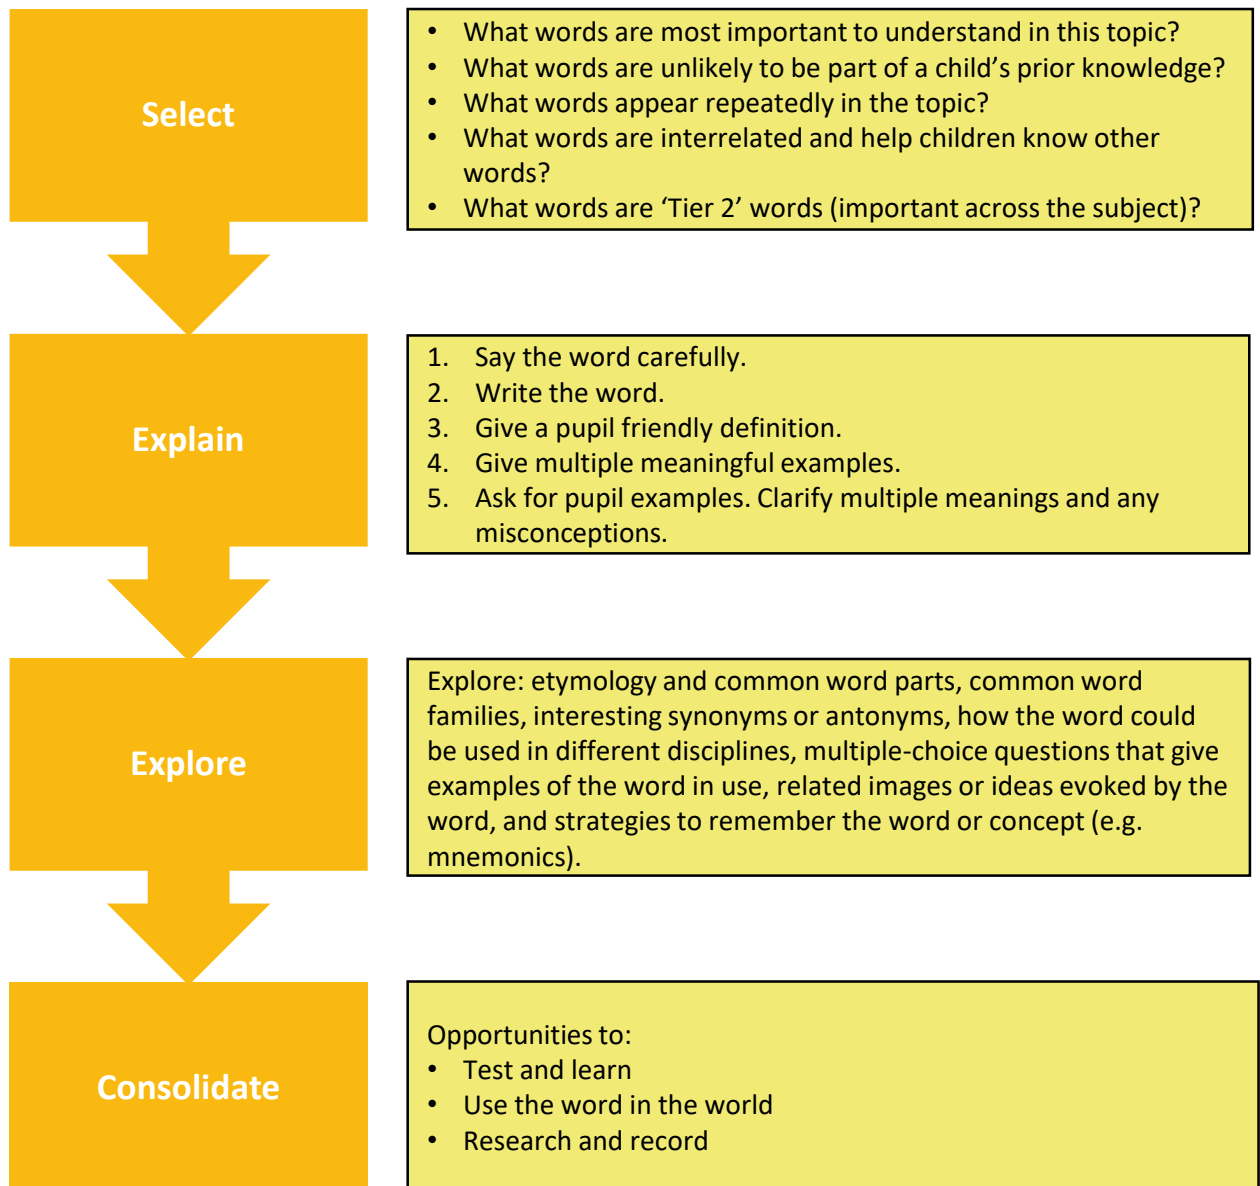 Select
• What words are most important to understand in this topic?
• What words are unlikely to be part of a child's prior knowledge?
• What words appear repeatedly in the topic?
• What words are interrelated and help children know other
words?
• What words are ‘Tier 2’ words (important across the subject)?
Explain
1. Say the word carefully.
2. Write the word.
3. Give a pupil friendly definition.
4. Give multiple meaningful examples.
5. Ask for pupil examples. Clarify multiple meanings and any
misconceptions.
Explore
Explore: etymology and common word parts, common word
families, interesting synonyms or antonyms, how the word could
be used in different disciplines, multiple-choice questions that give
examples of the word in use, related images or ideas evoked by the
word, and strategies to remember the word or concept (e.g.
mnemonics).
Consolidate
Opportunities to:
• Test and learn
• Use the word in the world
• Research and record